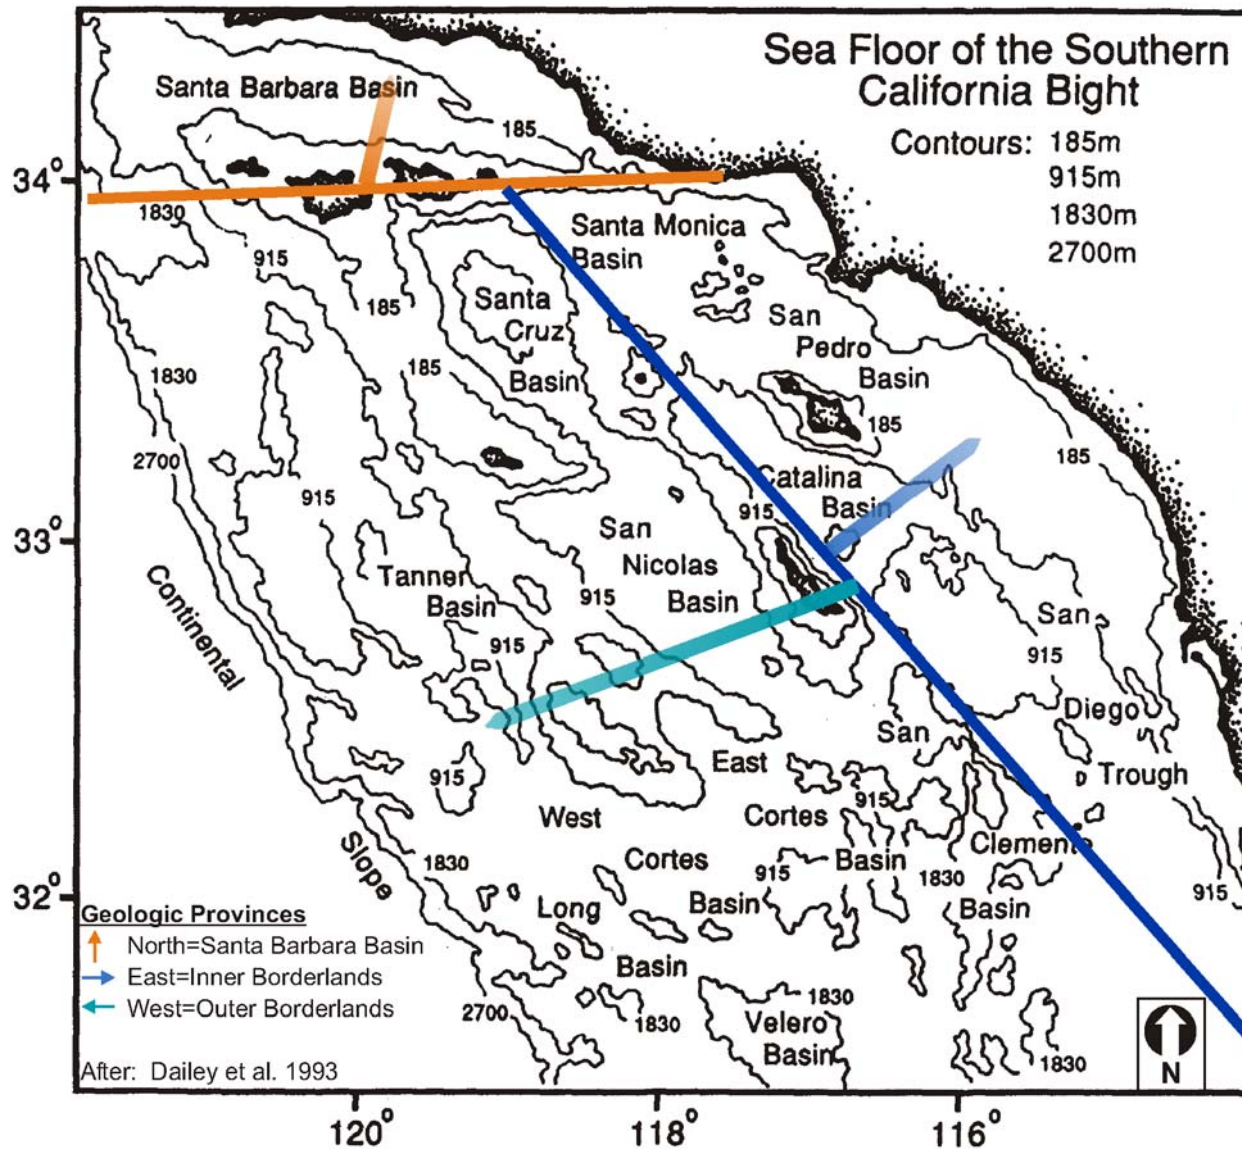 Sea Floor of the Southern
California Bight
Contours: 185m
915m
1830m
2700m
Santa Barbara Basin
185
34°
1830
915
185
Santa Monica
Basin
Santa
Cruz
Basin
San
Pedro
Basin
1830
185
185
185
2700
915
Catalina
Basin
915
33°
San
Nicolas
Basin
Tanner
Basin
915
Continental
915
San
915
Diego
Trough
San
East
915
West
Cortes
915
Clemente
Slope
1830
Cortes
915
Basin
1830
915
32°
Long
Basin
Basin
Basin
2700
1830
1830
Velero
Basin
1830
Geologic Provinces
North=Santa Barbara Basin
East=Inner Borderlands
West=Outer Borderlands
After: Dailey et al. 1993
N
120°
118°
116°